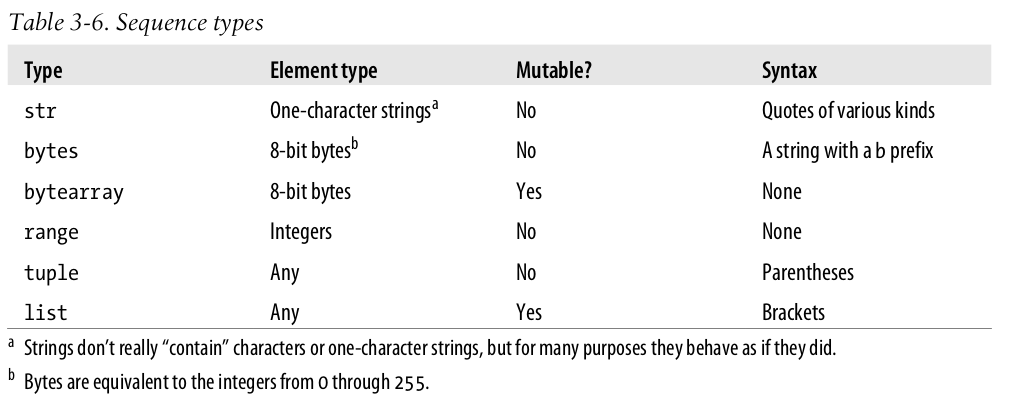 Table 3-6. Sequence types
Type Element type Mutable? Syntax
str One-character stringsᵃ No Quotes of various kinds
bytes 8-bit bytesᵇ No A string with a b prefix
bytearray 8-bit bytes Yes None
range Integers No None
tuple Any No Parentheses
list Any Yes Brackets
ᵃ Strings don’t really “contain” characters or one-character strings, but for many purposes they behave as if they did.
ᵇ Bytes are equivalent to the integers from 0 through 255.